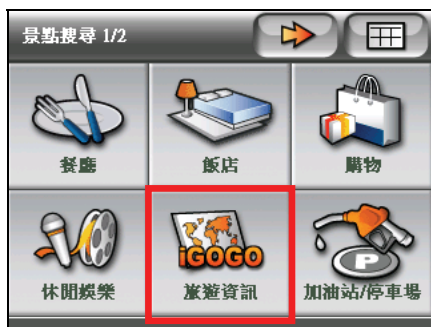 景點搜尋 1/2
餐廳
飯店
購物
iGOGO
P
休閒娛樂
旅遊資訊
加油站/停車場